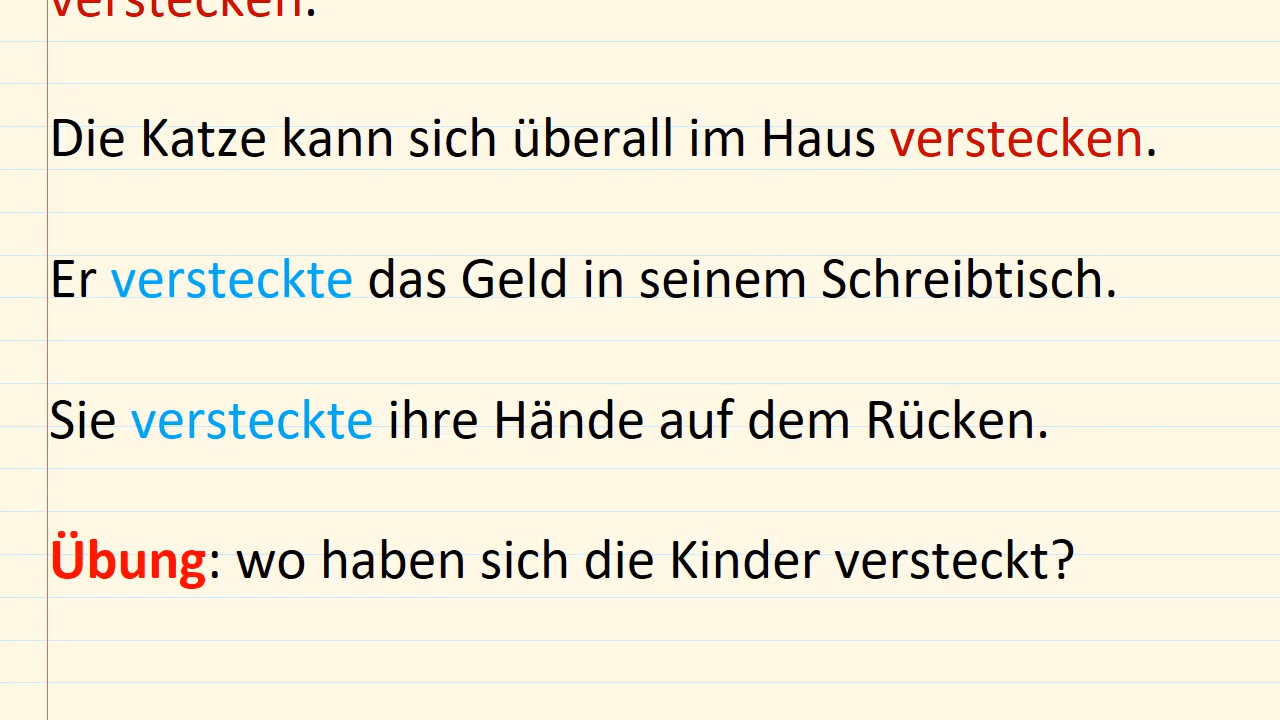 verstecken.
Die Katze kann sich überall im Haus verstecken.
Er versteckte das Geld in seinem Schreibtisch.
Sie versteckte ihre Hände auf dem Rücken.
Übung: wo haben sich die Kinder versteckt?